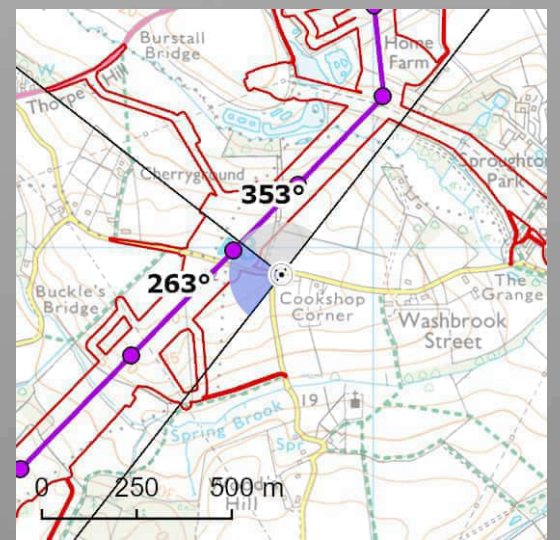 Burstall
Bridge
Home
Farm
W
Thorpe Hill
Cherryground
353°
Sproughton
Park
263°
Buckle's
Bridge
Cookshop
Corner
The
Grange
Washbrook
Street
19
Spring Brook
Spr
Hill
0 250 500 m